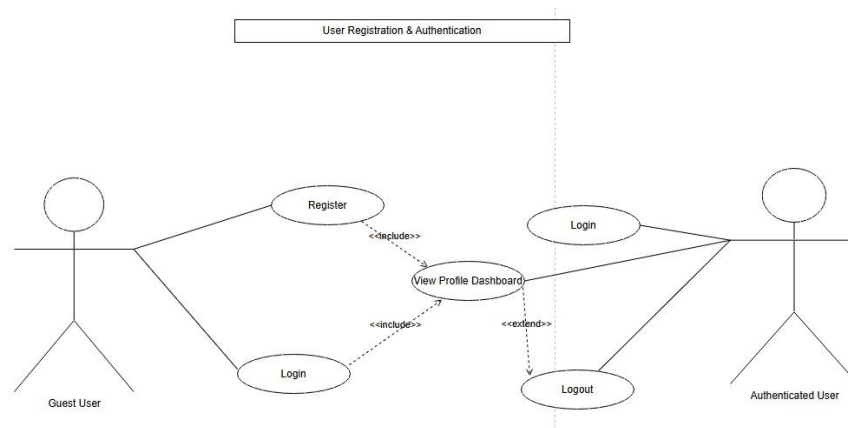 User Registration & Authentication
Register
Login
<<include>>
View Profile Dashboard
<<include>>
<<extend>>
Login
Logout
Guest User
Authenticated User